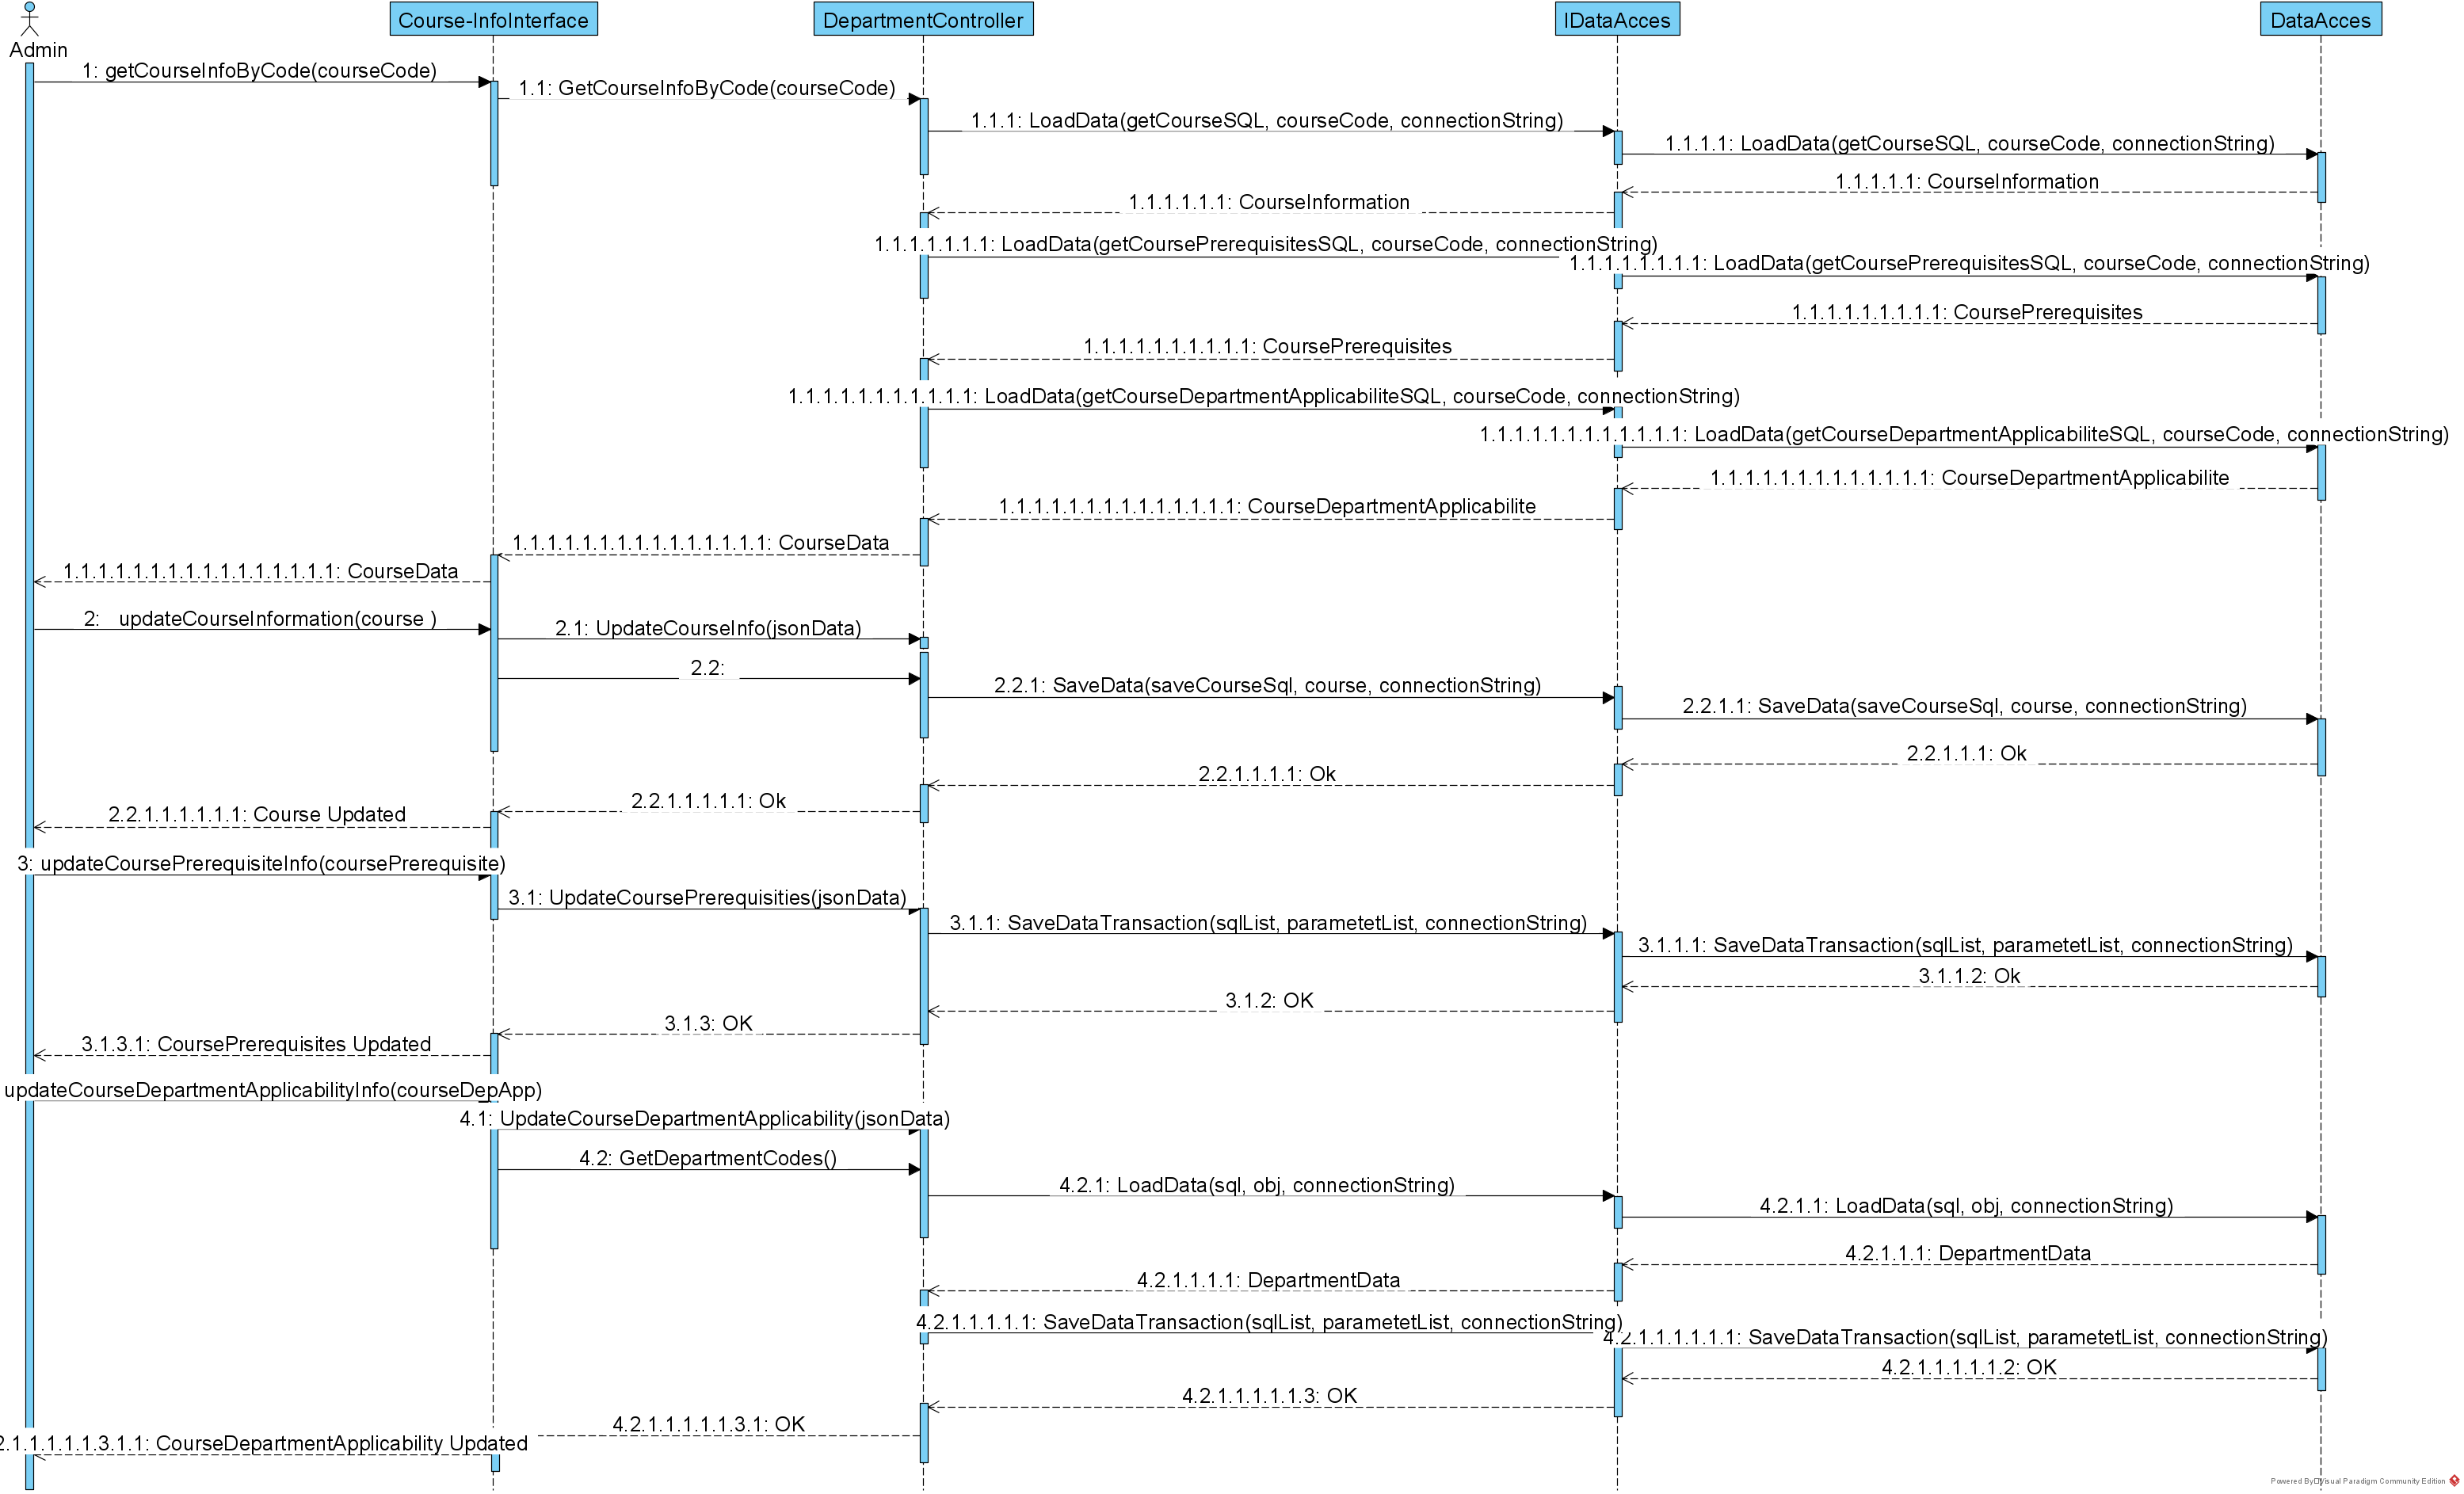 Admin
Course-InfoInterface
DepartmentController
IDataAcces
DataAcces
1: getCourseInfoByCode(courseCode)
1.1: GetCourseInfoByCode(courseCode)
1.1.1: LoadData(getCourseSQL, courseCode, connectionString)
1.1.1.1: LoadData(getCourseSQL, courseCode, connectionString)
1.1.1.1.1: CourseInformation
1.1.1.1.1.1: CourseInformation
1.1.1.1.1.1.1: LoadData(getCoursePrerequisitesSQL, courseCode, connectionString)
1.1.1.1.1.1.1.1: LoadData(getCoursePrerequisitesSQL, courseCode, connectionString)
1.1.1.1.1.1.1.1.1: CoursePrerequisites
1.1.1.1.1.1.1.1.1.1: CoursePrerequisites
1.1.1.1.1.1.1.1.1.1.1: LoadData(getCourseDepartmentApplicabiliteSQL, courseCode, connectionString)
1.1.1.1.1.1.1.1.1.1.1.1: LoadData(getCourseDepartmentApplicabiliteSQL, courseCode, connectionString)
1.1.1.1.1.1.1.1.1.1.1.1.1: CourseDepartmentApplicabilite
1.1.1.1.1.1.1.1.1.1.1.1.1.1: CourseDepartmentApplicabilite
1.1.1.1.1.1.1.1.1.1.1.1.1.1.1: CourseData
1.1.1.1.1.1.1.1.1.1.1.1.1.1.1.1: CourseData
2: updateCourseInformation(course )
2.1: UpdateCourseInfo(jsonData)
2.2:
2.2.1: SaveData(saveCourseSql, course, connectionString)
2.2.1.1: SaveData(saveCourseSql, course, connectionString)
2.2.1.1.1: Ok
2.2.1.1.1.1: Ok
2.2.1.1.1.1.1: Ok
2.2.1.1.1.1.1.1: Course Updated
3: updateCoursePrerequisiteInfo(coursePrerequisite)
3.1: UpdateCoursePrerequisities(jsonData)
3.1.1: SaveDataTransaction(sqlList, parametetList, connectionString)
3.1.1.1: SaveDataTransaction(sqlList, parametetList, connectionString)
3.1.1.2: Ok
3.1.2: OK
3.1.3: OK
3.1.3.1: CoursePrerequisites Updated
updateCourseDepartmentApplicabilityInfo(courseDepApp)
4.1: UpdateCourseDepartmentApplicability(jsonData)
4.2: GetDepartmentCodes()
4.2.1: LoadData(sql, obj, connectionString)
4.2.1.1: LoadData(sql, obj, connectionString)
4.2.1.1.1: DepartmentData
4.2.1.1.1.1: DepartmentData
4.2.1.1.1.1.1: SaveDataTransaction(sqlList, parametetList, connectionString)
4.2.1.1.1.1.1.1: SaveDataTransaction(sqlList, parametetList, connectionString)
4.2.1.1.1.1.1.2: OK
4.2.1.1.1.1.1.3: OK
4.2.1.1.1.1.1.3.1: OK
2.1.1.1.1.1.3.1.1: CourseDepartmentApplicability Updated
Powered By Visual Paradigm Community Edition